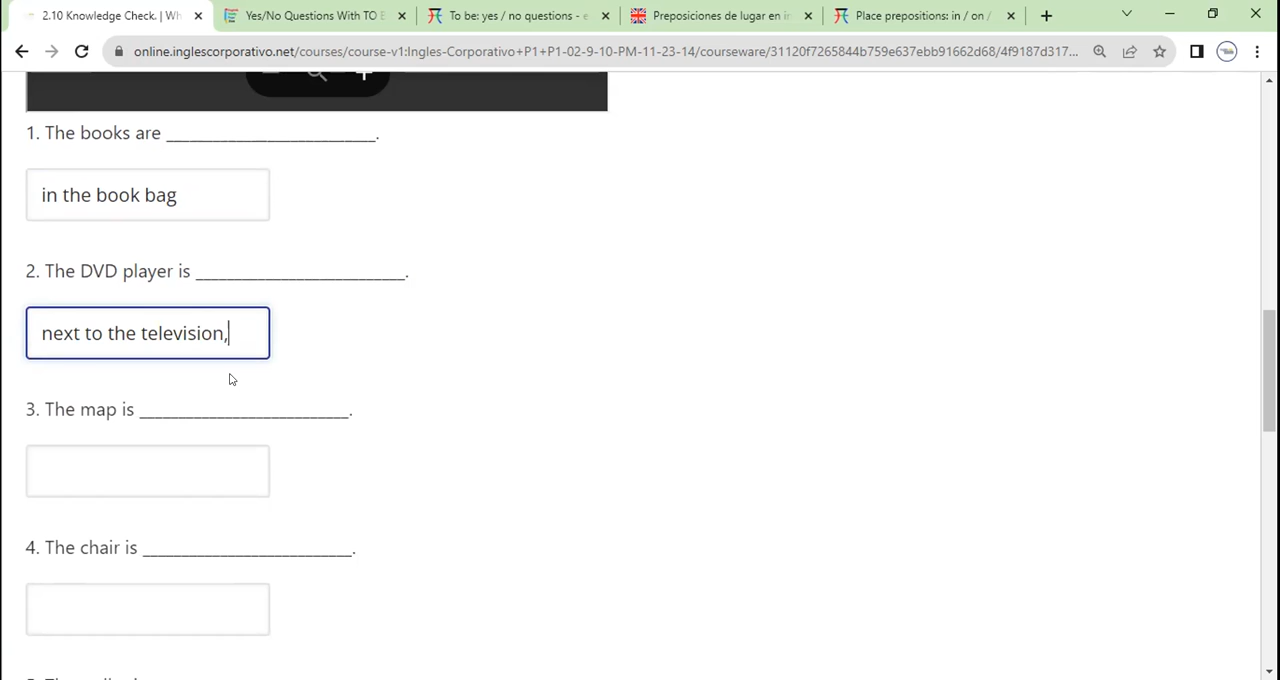 2.10 Knowledge Check. | Wh
Yes/No Questions With TO B
To be: yes / no questions - e
Preposiciones de lugar en in
Place prepositions: in / on /
online.inglescorporativo.net/courses/course-v1:Ingles-Corporativo+P1+P1-02-9-10-PM-11-23-14/courseware/31120f7265844b759e637ebb91662d68/4f9187d317...
1. The books are ________________________.
in the book bag
2. The DVD player is ________________________.
next to the television,
3. The map is ________________________.
4. The chair is ________________________.